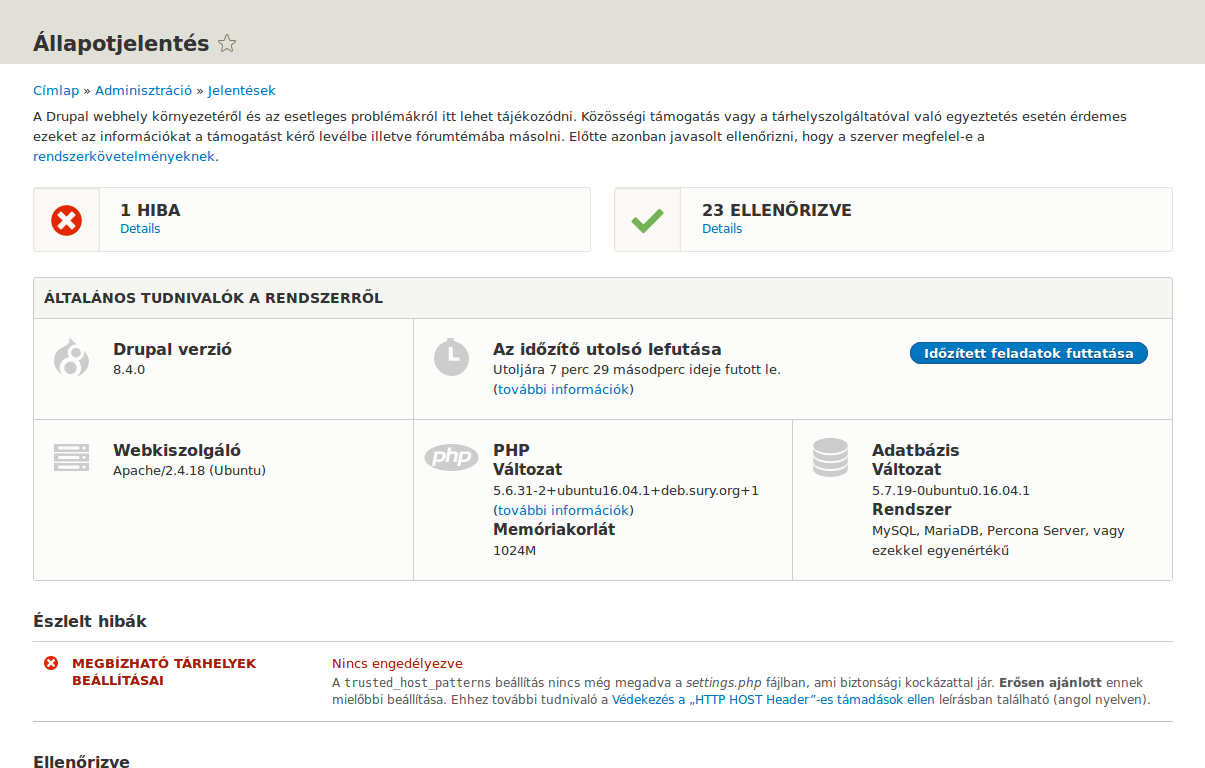 Állapotjelentés
Címlap » Adminisztráció » Jelentések
A Drupal webhely környezetéről és az esetleges problémákról itt lehet tájékozódni. Közösségi támogatás vagy a tárhelyszolgáltatóval való egyeztetés esetén érdemes
ezeket az információkat a támogatást kérő levélbe illetve fórumtémába másolni. Előtte azonban javasolt ellenőrizni, hogy a szerver megfelel-e a
rendszerkövetelményeknek.
1 HIBA
Details
23 ELLENŐRIZVE
Details
ÁLTALÁNOS TUDNIVALÓK A RENDSZERRŐL
Drupal verzió
8.4.0
Az időzítő utolsó lefutása
Utoljára 7 perc 29 másodperc ideje futott le.
(további információk)
Időzített feladatok futtatása
Webkiszolgáló
Apache/2.4.18 (Ubuntu)
php
PHP
Változat
5.6.31-2+ubuntu16.04.1+deb.sury.org+1
(további információk)
Memóriakorlát
1024M
Adatbázis
Változat
5.7.19-0ubuntu0.16.04.1
Rendszer
MySQL, MariaDB, Percona Server, vagy
ezekkel egyenértékű
Észlelt hibák
MEGBÍZHATÓ TÁRHELYEK
BEÁLLÍTÁSAI
Nincs engedélyezve
A trusted_host_patterns beállítás nincs még megadva a settings.php fájlban, ami biztonsági kockázattal jár. Erősen ajánlott ennek
mielőbbi beállítása. Ehhez további tudnivaló a Védekezés a „HTTP HOST Header”-es támadások ellen leírásban található (angol nyelven).
Ellenőrizve